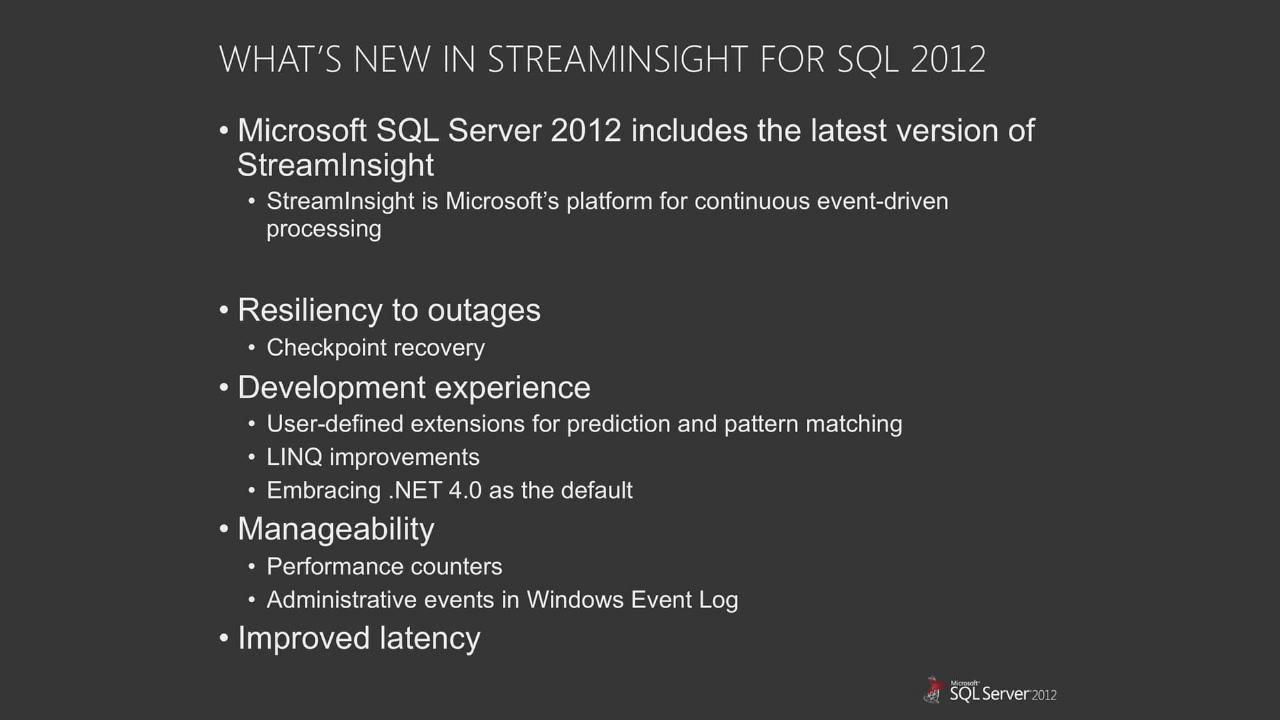 WHAT'S NEW IN STREAMINSIGHT FOR SQL 2012
• Microsoft SQL Server 2012 includes the latest version of
StreamInsight
• StreamInsight is Microsoft's platform for continuous event-driven
processing
• Resiliency to outages
• Checkpoint recovery
• Development experience
• User-defined extensions for prediction and pattern matching
• LINQ improvements
• Embracing .NET 4.0 as the default
• Manageability
• Performance counters
• Administrative events in Windows Event Log
• Improved latency
Microsoft®
SQL Server 2012